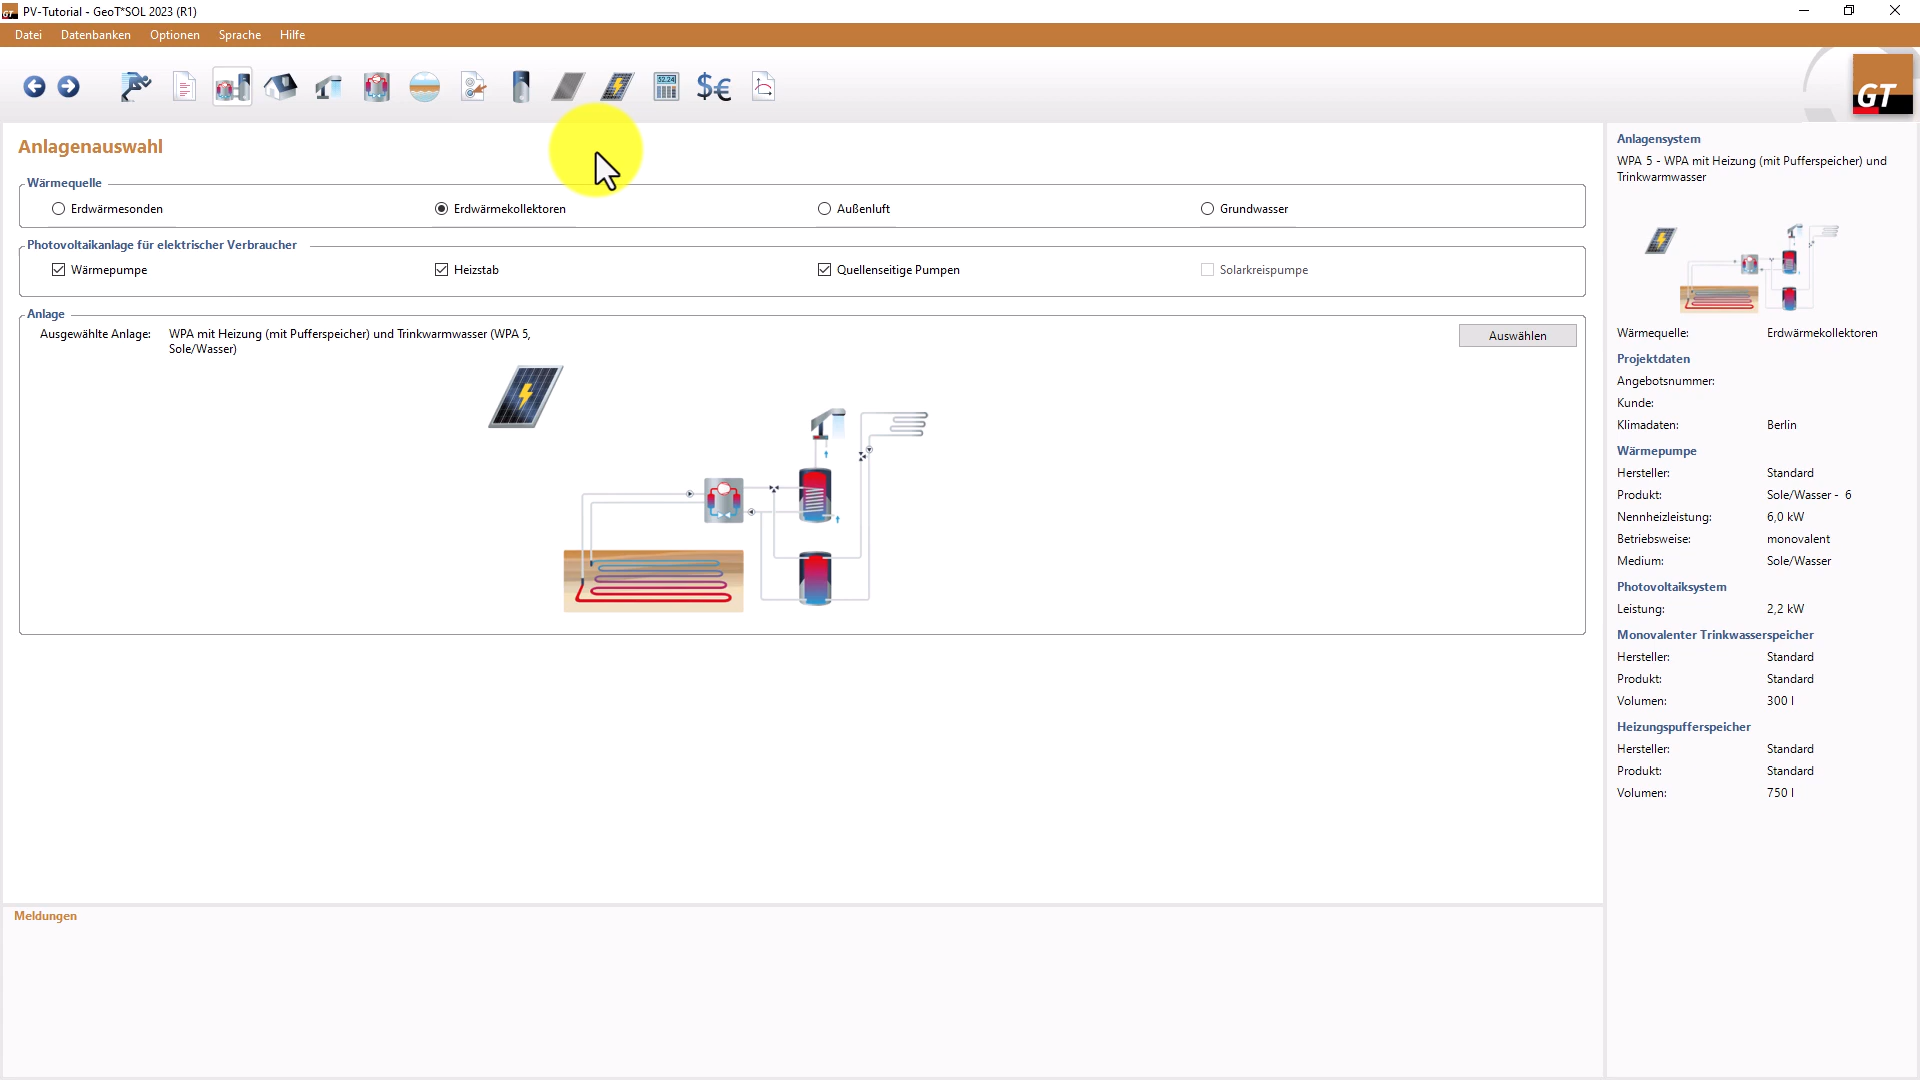 PV-Tutorial - GeoT*SOL 2023 (R1)
Datei Datenbanken Optionen Sprache Hilfe
52,24
$€
GT
Anlagenauswahl
Wärmequelle
Erdwärmesonden Erdwärmekollektoren Außenluft Grundwasser
Photovoltaikanlage für elektrischer Verbraucher
Wärmepumpe Heizstab Quellenseitige Pumpen Solarkreispumpe
Anlage
Ausgewählte Anlage: WPA mit Heizung (mit Pufferspeicher) und Trinkwarmwasser (WPA 5,
Sole/Wasser)
Auswählen
Meldungen
Anlagensystem
WPA 5 - WPA mit Heizung (mit Pufferspeicher) und
Trinkwarmwasser
Wärmequelle: Erdwärmekollektoren
Projektdaten
Angebotsnummer:
Kunde:
Klimadaten: Berlin
Wärmepumpe
Hersteller: Standard
Produkt: Sole/Wasser - 6
Nennheizleistung: 6,0 kW
Betriebsweise: monovalent
Medium: Sole/Wasser
Photovoltaiksystem
Leistung: 2,2 kW
Monovalenter Trinkwasserspeicher
Hersteller: Standard
Produkt: Standard
Volumen: 300 l
Heizungspufferspeicher
Hersteller: Standard
Produkt: Standard
Volumen: 750 l